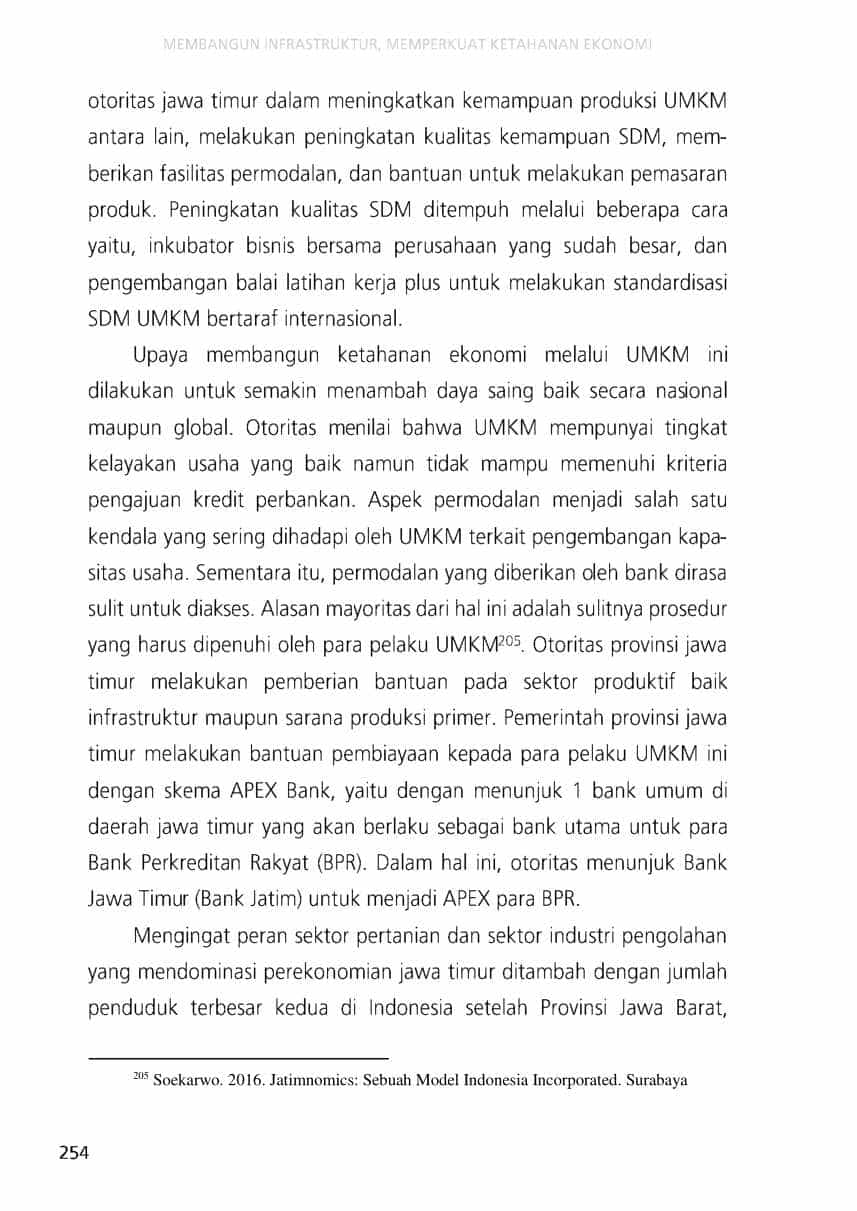 MEMBANGUN INFRASTRUKTUR, MEMPERKUAT KETAHANAN EKONOMI
otoritas jawa timur dalam meningkatkan kemampuan produksi UMKM
antara lain, melakukan peningkatan kualitas kemampuan SDM, mem-
berikan fasilitas permodalan, dan bantuan untuk melakukan pemasaran
produk. Peningkatan kualitas SDM ditempuh melalui beberapa cara
yaitu, inkubator bisnis bersama perusahaan yang sudah besar, dan
pengembangan balai latihan kerja plus untuk melakukan standardisasi
SDM UMKM bertaraf internasional.
Upaya membangun ketahanan ekonomi melalui UMKM ini
dilakukan untuk semakin menambah daya saing baik secara nasional
maupun global. Otoritas menilai bahwa UMKM mempunyai tingkat
kelayakan usaha yang baik namun tidak mampu memenuhi kriteria
pengajuan kredit perbankan. Aspek permodalan menjadi salah satu
kendala yang sering dihadapi oleh UMKM terkait pengembangan kapa-
sitas usaha. Sementara itu, permodalan yang diberikan oleh bank dirasa
sulit untuk diakses. Alasan mayoritas dari hal ini adalah sulitnya prosedur
yang harus dipenuhi oleh para pelaku UMKM205. Otoritas provinsi jawa
timur melakukan pemberian bantuan pada sektor produktif baik
infrastruktur maupun sarana produksi primer. Pemerintah provinsi jawa
timur melakukan bantuan pembiayaan kepada para pelaku UMKM ini
dengan skema APEX Bank, yaitu dengan menunjuk 1 bank umum di
daerah jawa timur yang akan berlaku sebagai bank utama untuk para
Bank Perkreditan Rakyat (BPR). Dalam hal ini, otoritas menunjuk Bank
Jawa Timur (Bank Jatim) untuk menjadi APEX para BPR.
Mengingat peran sektor pertanian dan sektor industri pengolahan
yang mendominasi perekonomian jawa timur ditambah dengan jumlah
penduduk terbesar kedua di Indonesia setelah Provinsi Jawa Barat,
205 Soekarwo. 2016. Jatimnomics: Sebuah Model Indonesia Incorporated. Surabaya
254